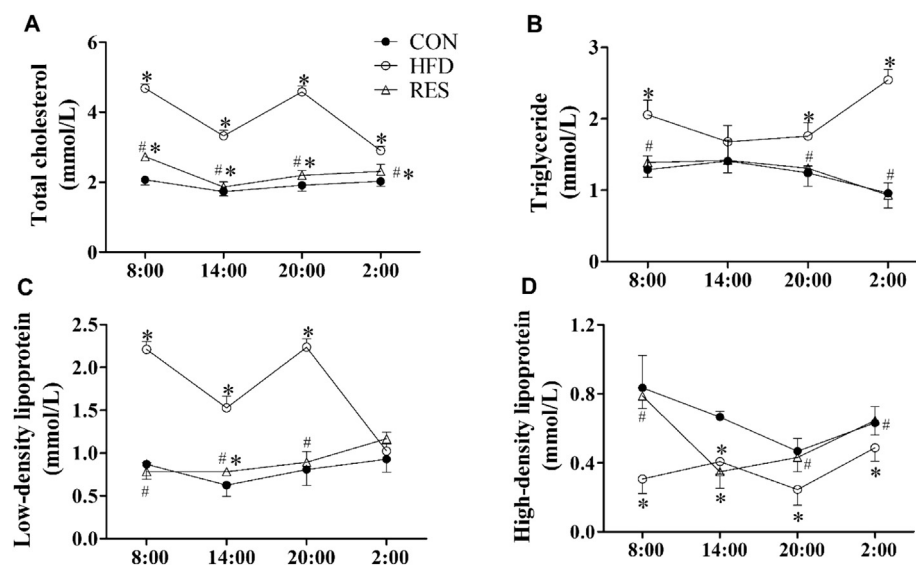 A
CON
HFD
RES
Total cholesterol
(mmol/L)
6
4
2
0
* * * *
#* #* #* #*
8:00 14:00 20:00 2:00
B
Triglyceride
(mmol/L)
3
2
1
0
* * *
# # #
8:00 14:00 20:00 2:00
C
Low-density lipoprotein
(mmol/L)
2.5
2.0
1.5
1.0
0.5
0.0
* * *
# #* #
8:00 14:00 20:00 2:00
D
High-density lipoprotein
(mmol/L)
1.2
0.8
0.4
0.0
# * # #
* * * *
8:00 14:00 20:00 2:00